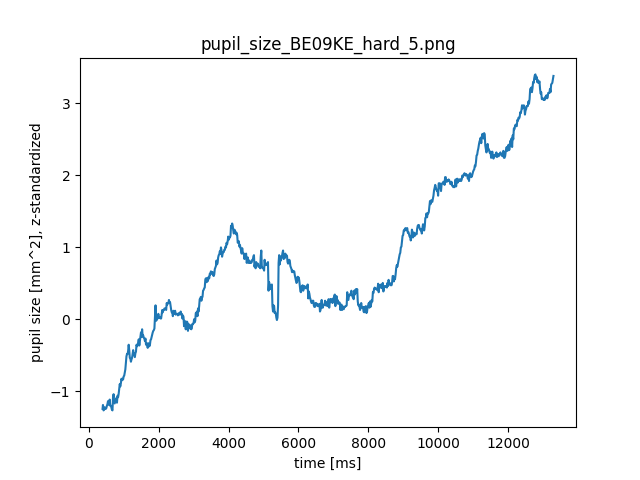 pupil_size_BE09KE_hard_5.png
pupil size [mm^2], z-standardized
3
2
1
0
−1
0 2000 4000 6000 8000 10000 12000
time [ms]